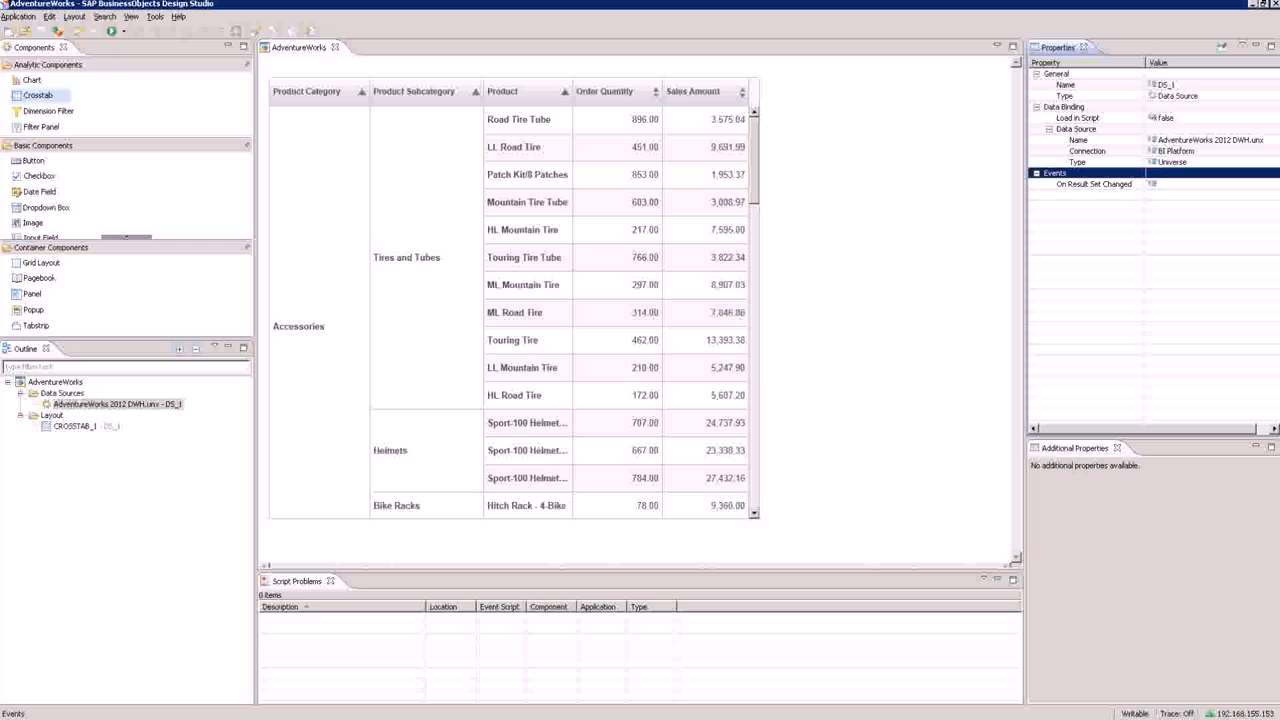 AdventureWorks - SAP BusinessObjects Design Studio
Application Edit Layout Search View Tools Help
Components
Analytic Components
Chart
Crosstab
Dimension Filter
Filter Panel
Basic Components
Button
Checkbox
Date Field
Dropdown Box
Image
Input Field
Container Components
Grid Layout
Pagebook
Panel
Popup
Tabstrip
Outline
type filter text
AdventureWorks
Data Sources
AdventureWorks 2012 DWH.unx - DS_1
Layout
CROSSTAB_1 - DS_1
AdventureWorks
Product Category Product Subcategory Product Order Quantity Sales Amount
Road Tire Tube 896.00 3,575.04
LL Road Tire 451.00 9,691.99
Patch Kit/8 Patches 853.00 1,953.37
Mountain Tire Tube 603.00 3,008.97
HL Mountain Tire 217.00 7,595.00
Tires and Tubes Touring Tire Tube 766.00 3,822.34
ML Mountain Tire 297.00 8,907.03
ML Road Tire 314.00 7,846.86
Accessories
Touring Tire 462.00 13,393.38
LL Mountain Tire 210.00 5,247.90
HL Road Tire 172.00 5,607.20
Sport-100 Helmet... 707.00 24,737.93
Helmets Sport-100 Helmet... 667.00 23,338.33
Sport-100 Helmet... 784.00 27,432.16
Bike Racks Hitch Rack - 4-Bike 78.00 9,360.00
Script Problems
0 items
Description Location Event Script Component Application Type
Properties
Property Value
General
Name DS_1
Type Data Source
Data Binding
Load in Script false
Data Source
Name AdventureWorks 2012 DWH.unx
Connection BI Platform
Type Universe
Events
On Result Set Changed
Additional Properties
No additional properties available.
Events Writable Trace: Off 192.168.155.153